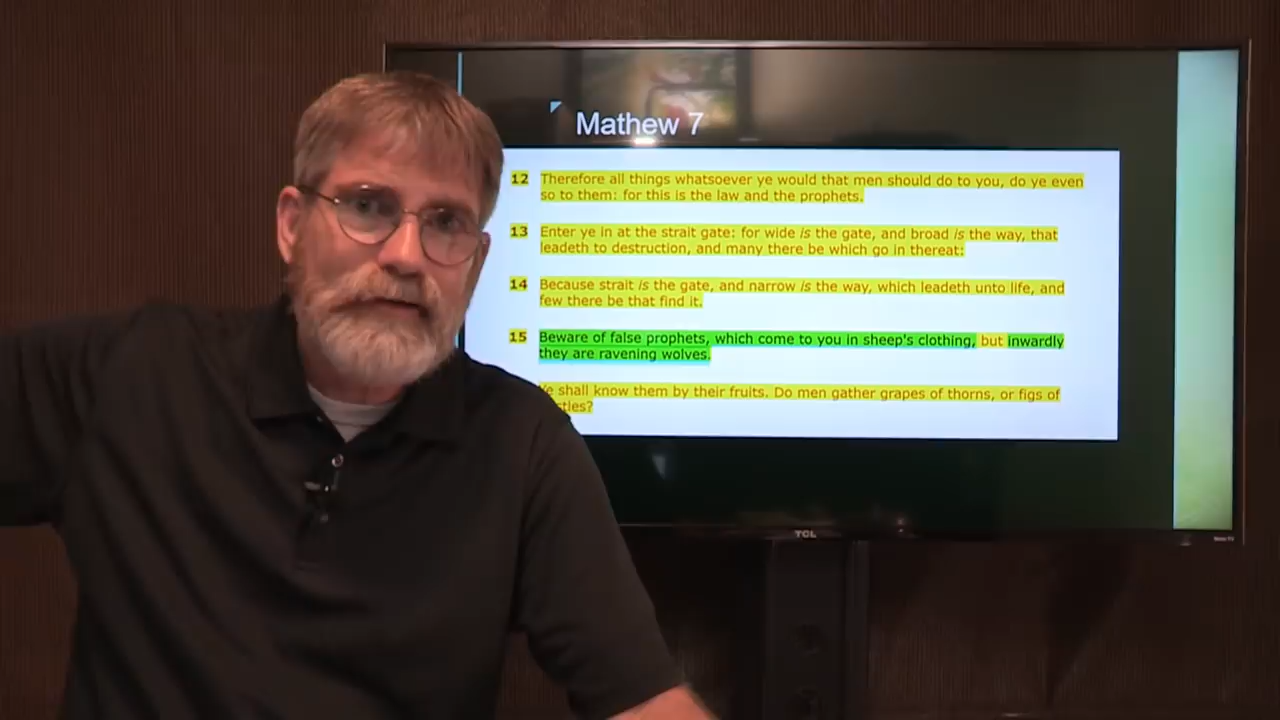 Mathew 7
12 Therefore all things whatsoever ye would that men should do to you, do ye even
so to them: for this is the law and the prophets.
13 Enter ye in at the strait gate: for wide is the gate, and broad is the way, that
leadeth to destruction, and many there be which go in thereat:
14 Because strait is the gate, and narrow is the way, which leadeth unto life, and
few there be that find it.
15 Beware of false prophets, which come to you in sheep's clothing, but inwardly
they are ravening wolves.
Ye shall know them by their fruits. Do men gather grapes of thorns, or figs of
TCL
Roku TV